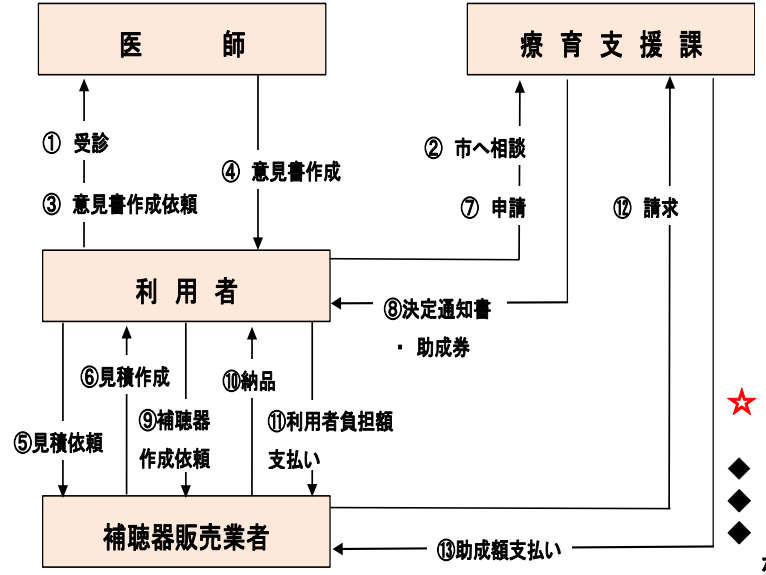 医　師
療育支援課
① 受診
③ 意見書作成依頼
④ 意見書作成
② 市へ相談
⑦ 申請
⑫ 請求
利用者
⑧決定通知書
・ 助成券
⑤見積依頼
⑥見積作成
⑨補聴器
作成依頼
⑩納品
⑪利用者負担額
支払い
補聴器販売業者
⑬助成額支払い
☆
◆
◆
◆